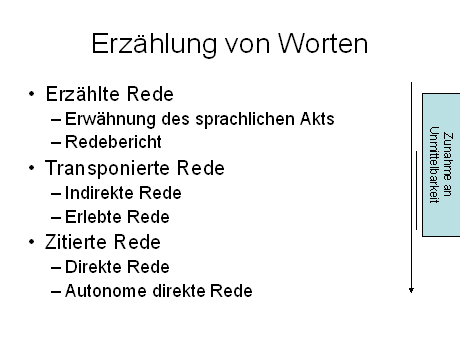 Erzählung von Worten
• Erzählte Rede
– Erwähnung des sprachlichen Akts
– Redebericht
• Transponierte Rede
– Indirekte Rede
– Erlebte Rede
• Zitierte Rede
– Direkte Rede
– Autonome direkte Rede
Zunahme an
Unmittelbarkeit